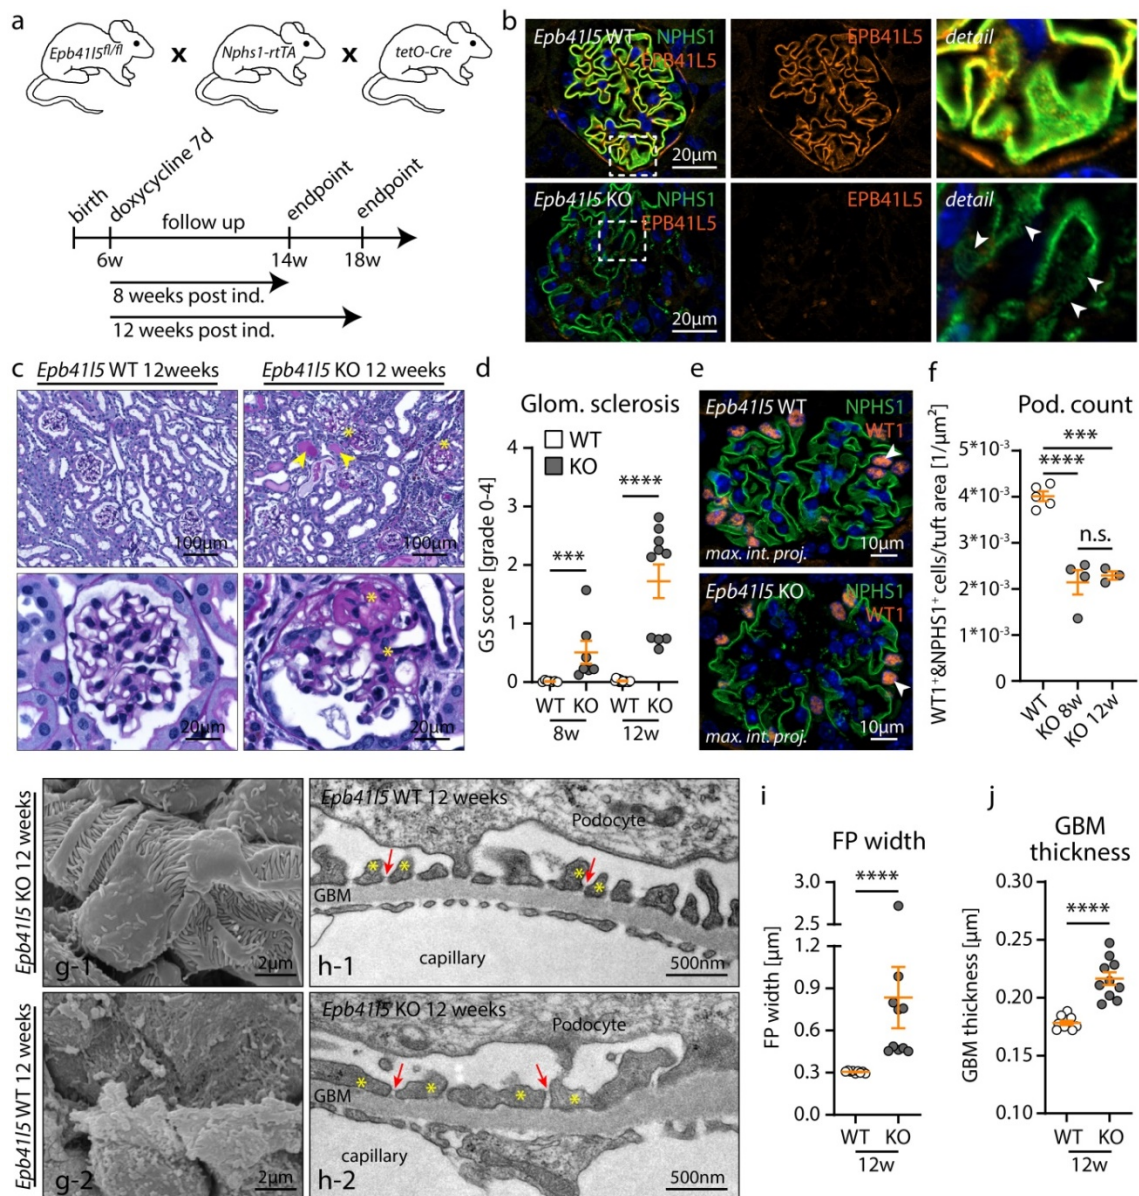 a
Epb41l5fl/fl
x
Nphs1-rtTA
x
tetO-Cre
birth
doxycycline 7d
follow up
endpoint
endpoint
6w
14w
18w
8 weeks post ind.
12 weeks post ind.
b
Epb41l5 WT NPHS1
EPB41L5
20µm
EPB41L5
detail
Epb41l5 KO NPHS1
EPB41L5
20µm
EPB41L5
detail
c
Epb41l5 WT 12weeks
Epb41l5 KO 12 weeks
100µm
100µm
20µm
20µm
d
Glom. sclerosis
WT
KO
GS score [grade 0-4]
4
3
2
1
0
***
****
WT KO WT KO
8w 12w
e
Epb41l5 WT NPHS1
WT1
max. int. proj.
10µm
Epb41l5 KO NPHS1
WT1
max. int. proj.
10µm
f
Pod. count
WT1⁺&NPHS1⁺ cells/tuft area [1/µm²]
5*10⁻³
4*10⁻³
3*10⁻³
2*10⁻³
1*10⁻³
0
***
****
n.s.
WT
KO 8w
KO 12w
Epb41l5 KO 12 weeks
g-1
2µm
Epb41l5 WT 12 weeks
g-2
2µm
Epb41l5 WT 12 weeks
Podocyte
GBM
capillary
h-1
500nm
Epb41l5 KO 12 weeks
Podocyte
GBM
capillary
h-2
500nm
i
FP width
FP width [µm]
3.0
2.5
1.2
0.9
0.6
0.3
0.0
****
WT KO
12w
j
GBM
thickness
GBM thickness [µm]
0.30
0.25
0.20
0.15
0.10
****
WT KO
12w